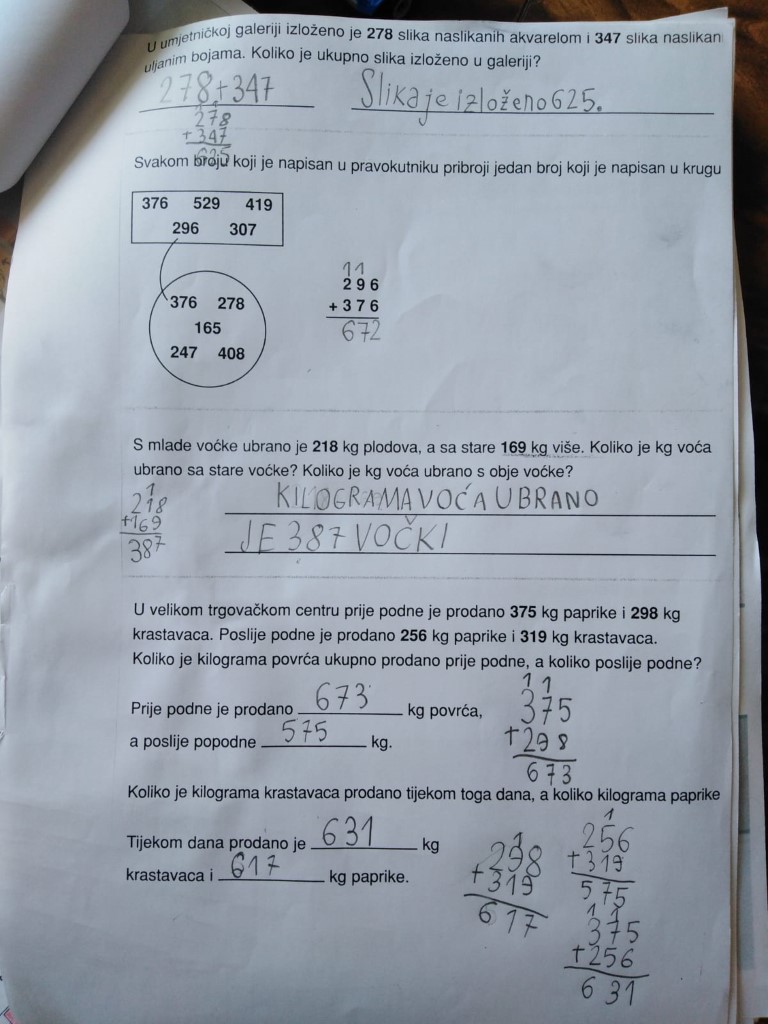 U umjetničkoj galeriji izloženo je 278 slika naslikanih akvarelom i 347 slika naslikan
uljanim bojama. Koliko je ukupno slika izloženo u galeriji?
278+347 Slika je izloženo 625.
1
278
+347
625
Svakom broju koji je napisan u pravokutniku pribroji jedan broj koji je napisan u krugu
376 529 419
296 307
376 278
165
247 408
11
296
+376
672
S mlade voćke ubrano je 218 kg plodova, a sa stare 169 kg više. Koliko je kg voća
ubrano sa stare voćke? Koliko je kg voća ubrano s obje voćke?
1
218
+169
387
KILOGRAMA VOĆA UBRANO
JE 387 VOČKI
U velikom trgovačkom centru prije podne je prodano 375 kg paprike i 298 kg
krastavaca. Poslije podne je prodano 256 kg paprike i 319 kg krastavaca.
Koliko je kilograma povrća ukupno prodano prije podne, a koliko poslije podne?
Prije podne je prodano 673 kg povrća,
a poslije popodne 575 kg.
11
375
+298
673
Koliko je kilograma krastavaca prodano tijekom toga dana, a koliko kilograma paprike
Tijekom dana prodano je 631 kg
krastavaca i 617 kg paprike.
1
298
+319
617
1
256
+319
575
11
375
+256
631